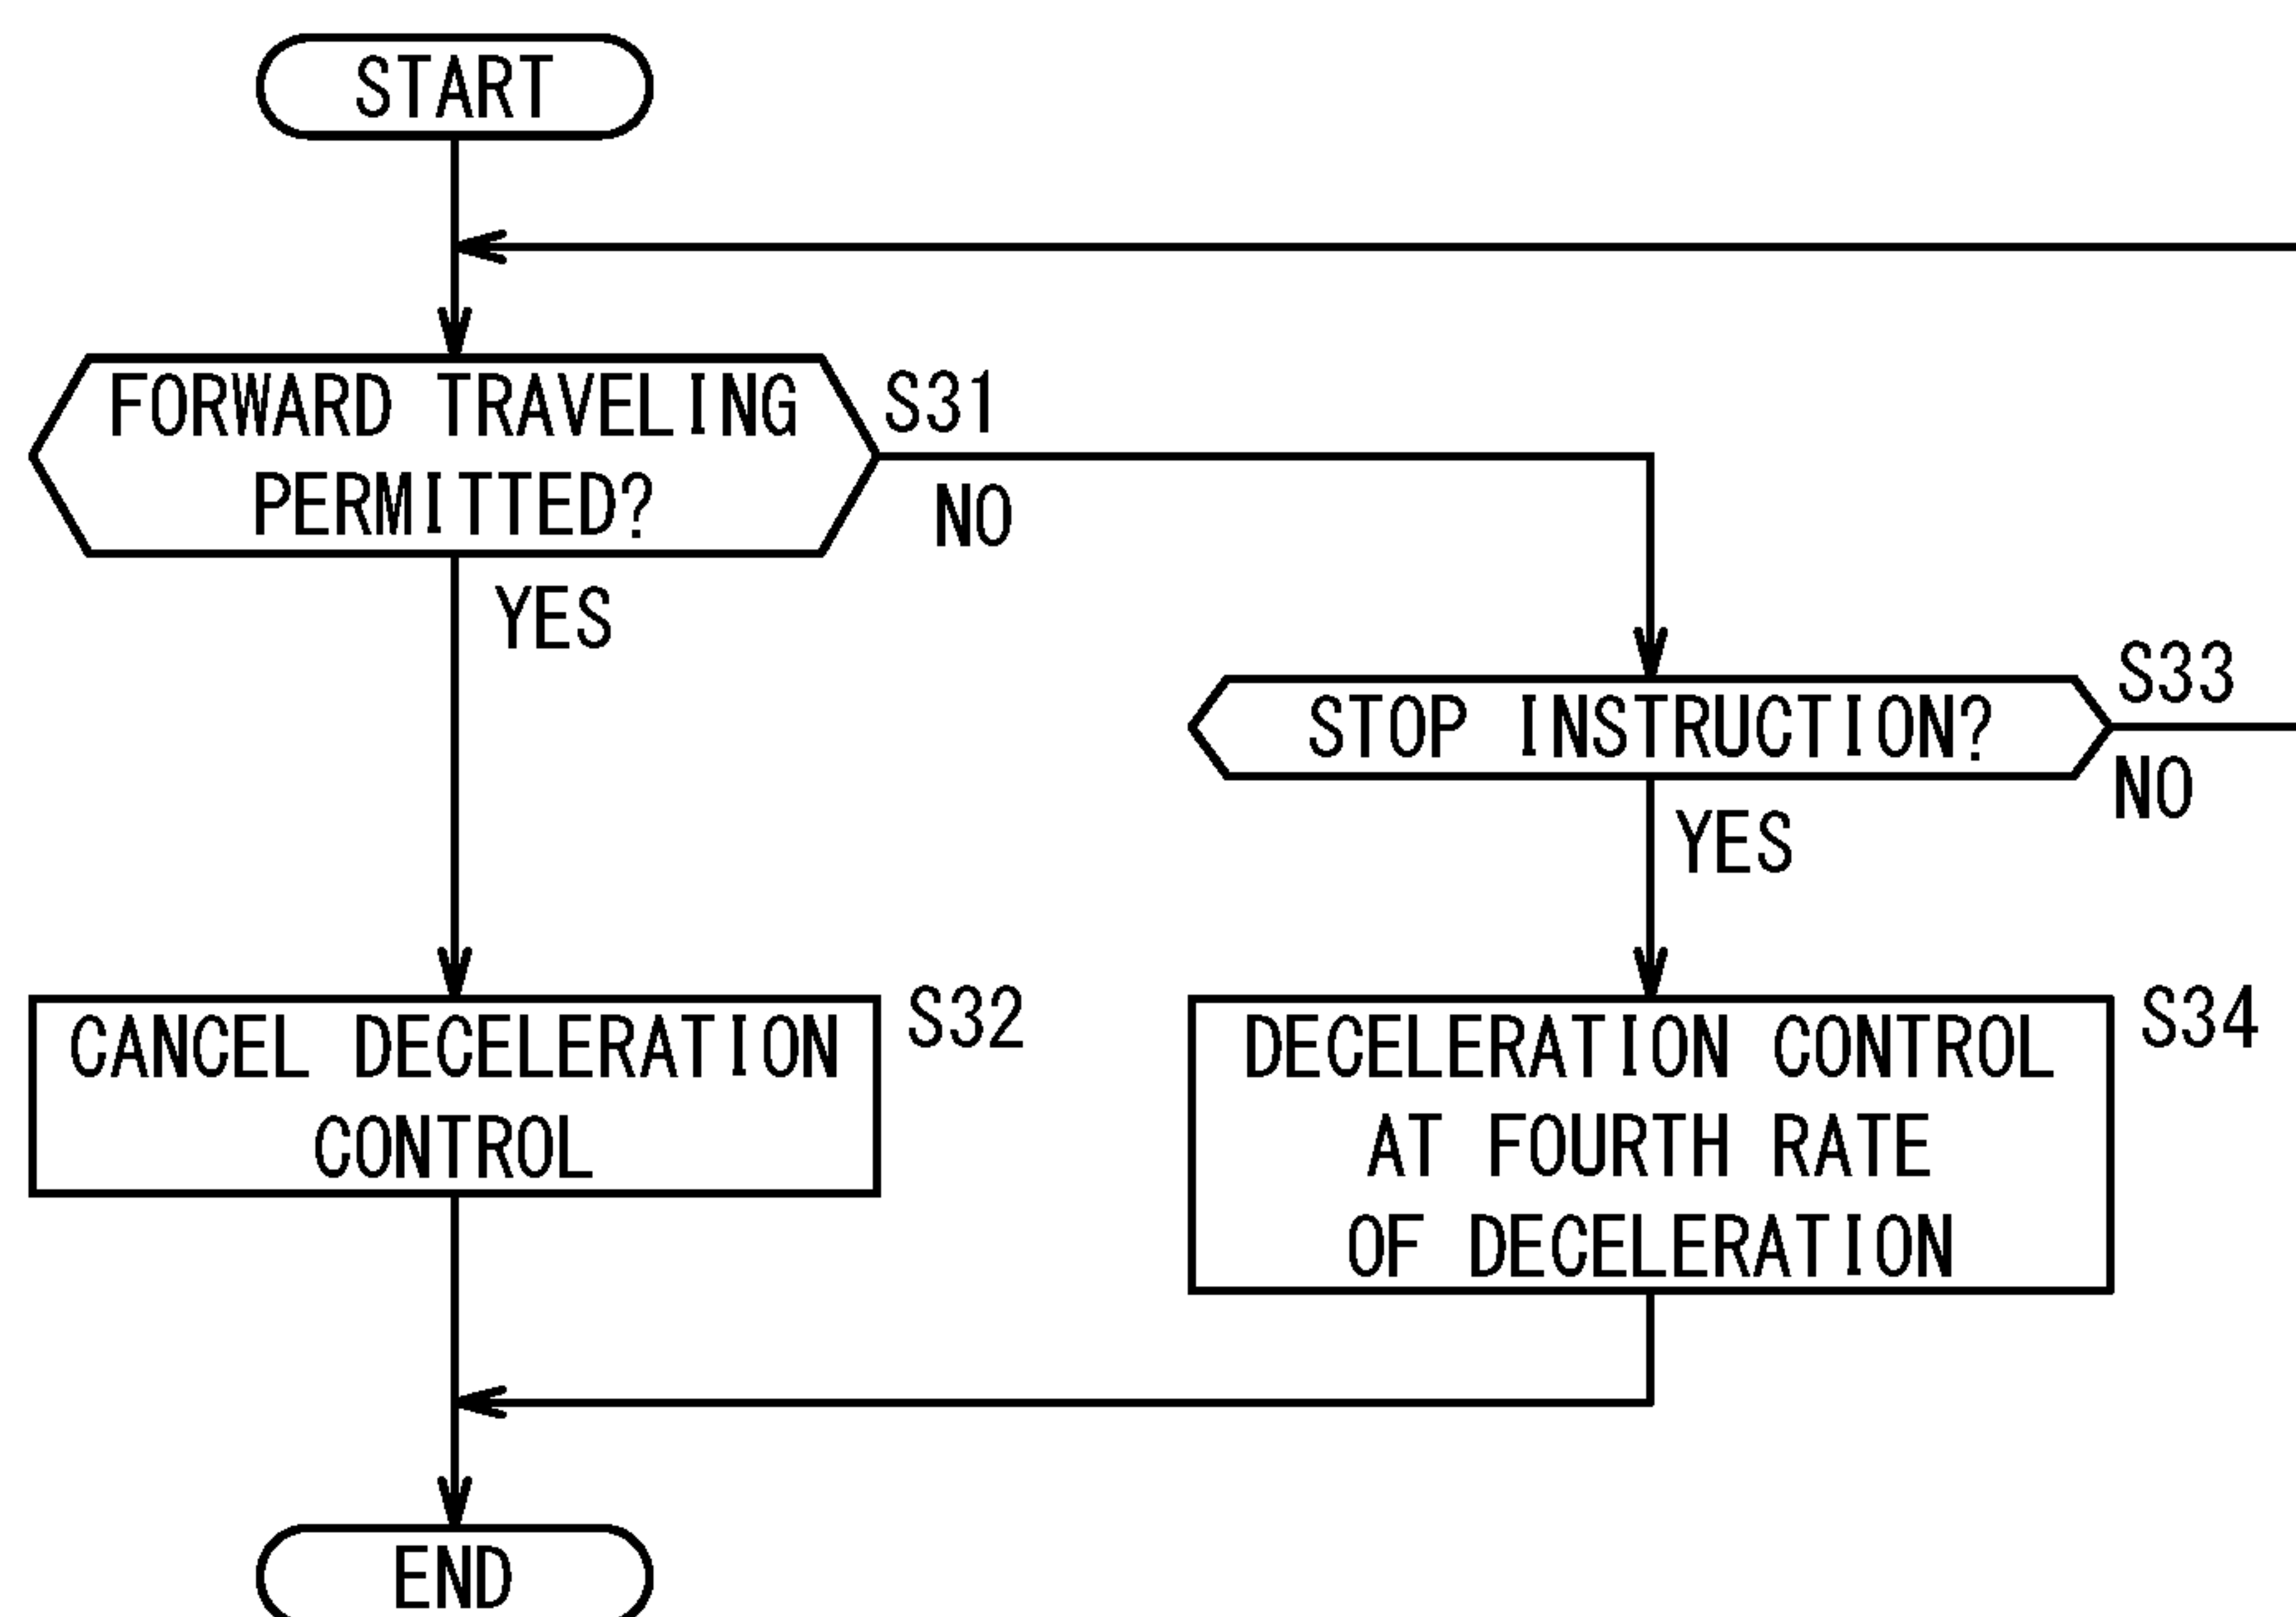 START
FORWARD TRAVELING
PERMITTED?
S31
NO
YES
STOP INSTRUCTION?
S33
NO
YES
CANCEL DECELERATION
CONTROL
S32
DECELERATION CONTROL
AT FOURTH RATE
OF DECELERATION
S34
END